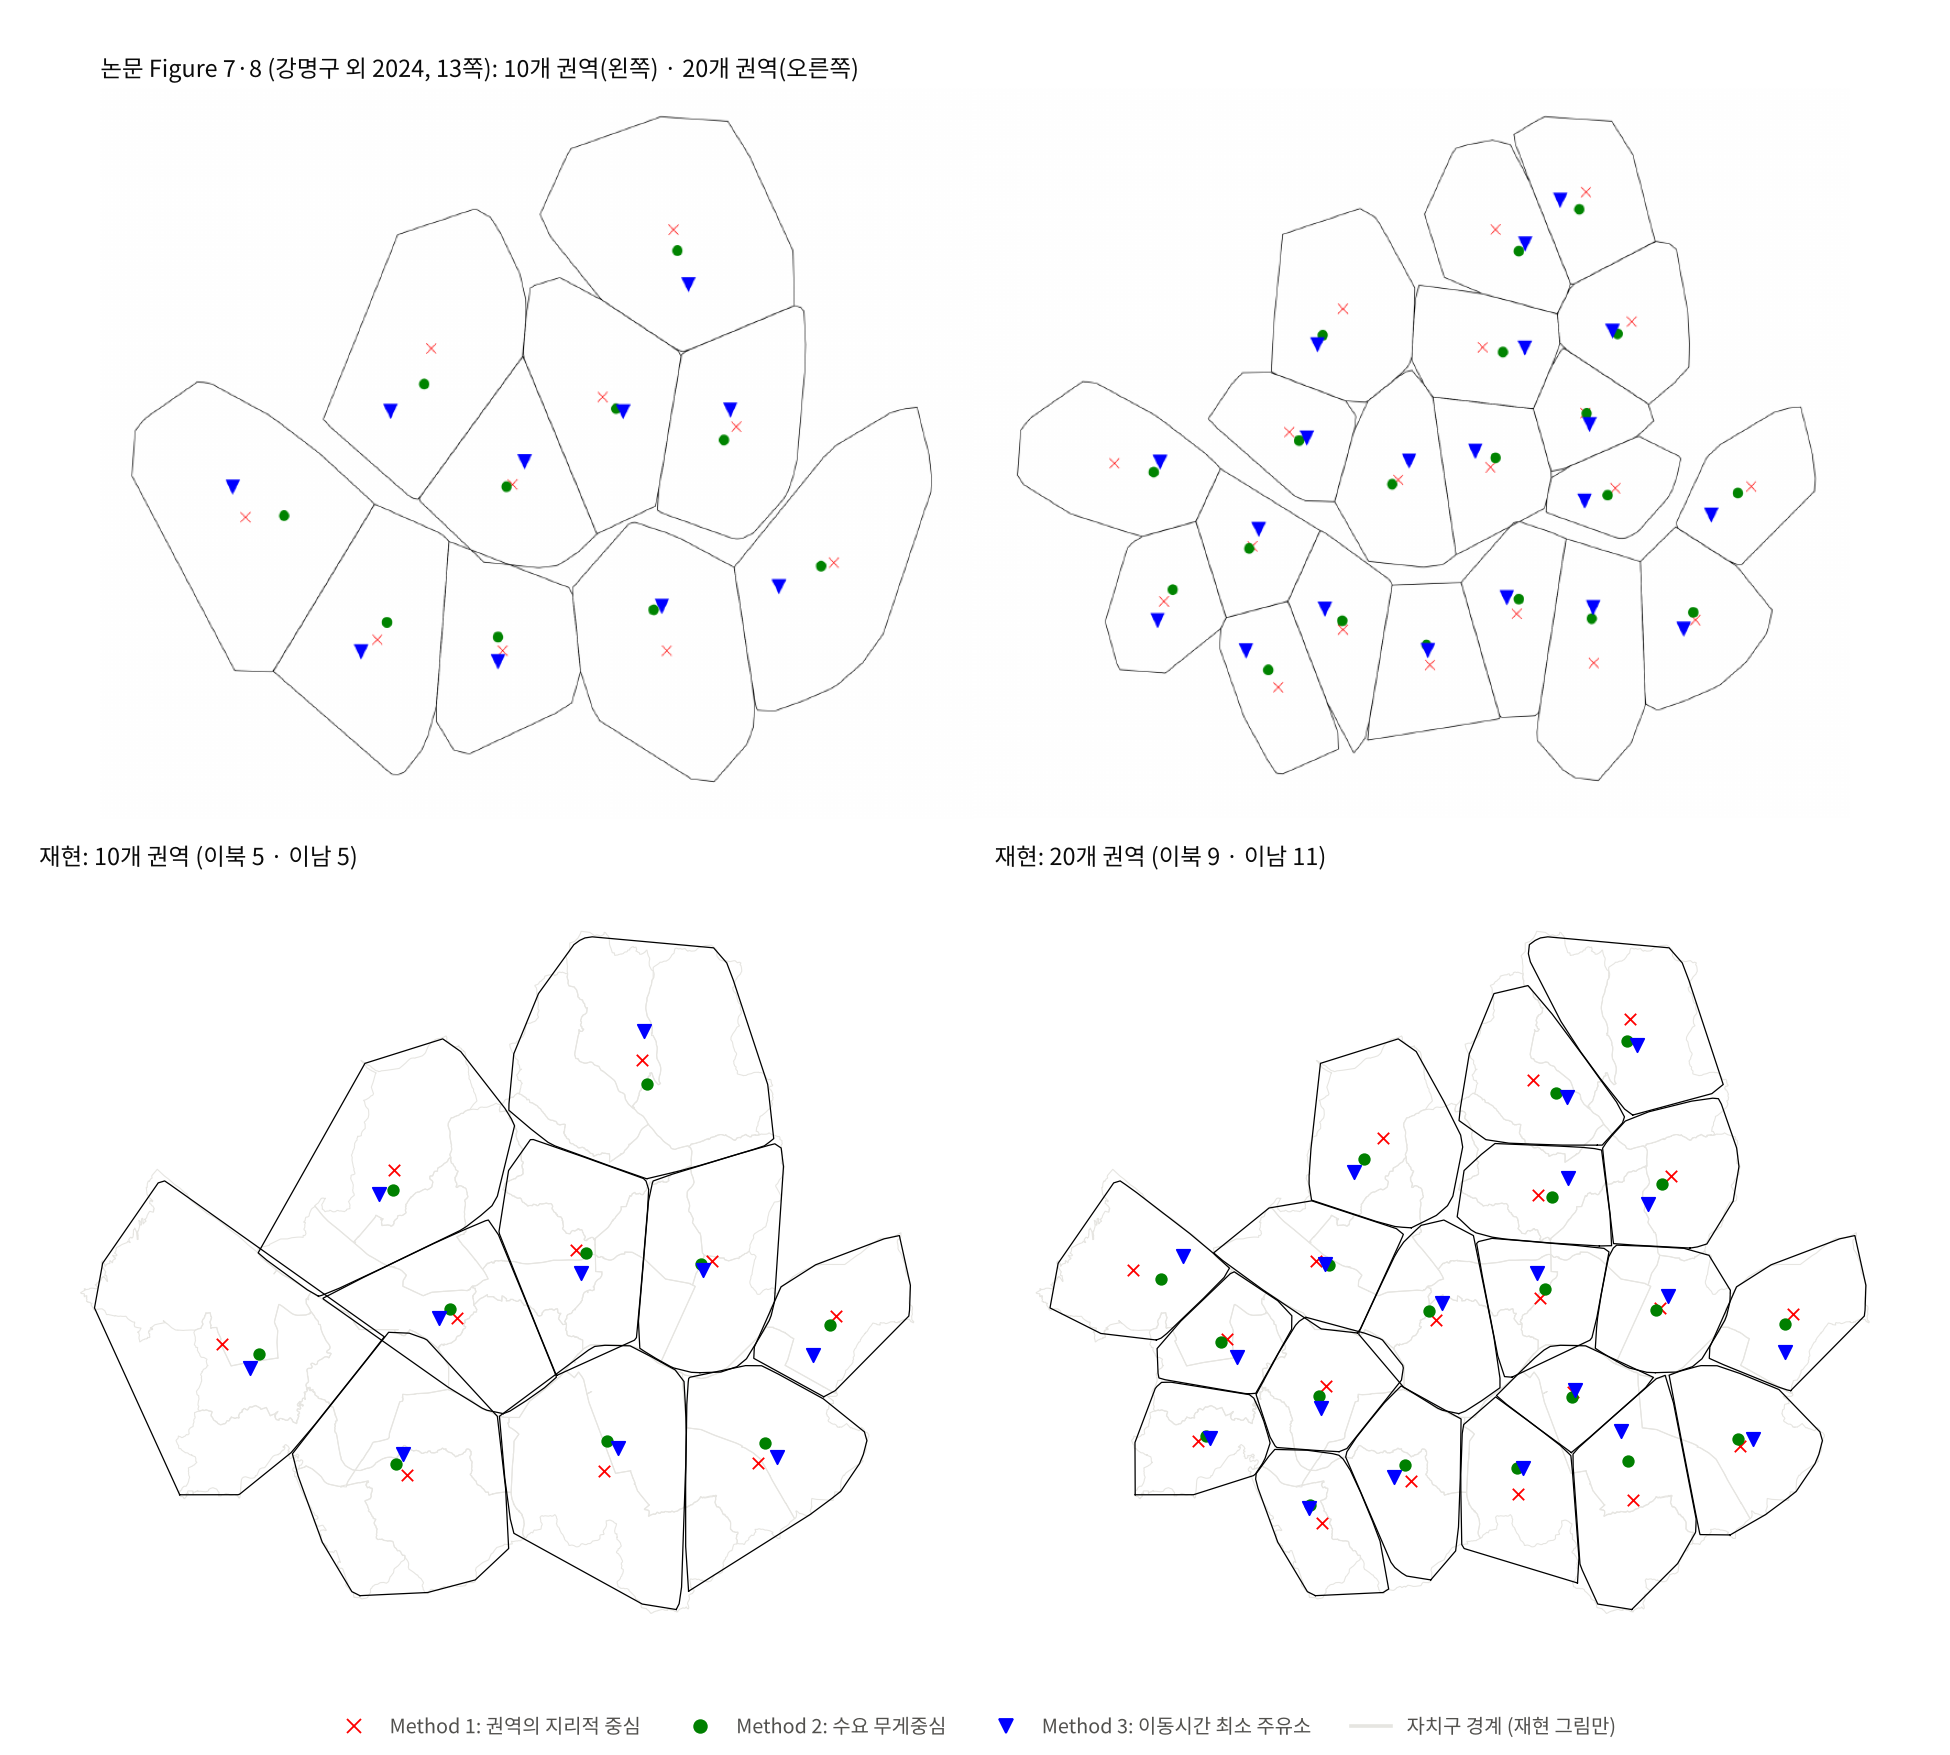 논문 Figure 7·8 (강명구 외 2024, 13쪽): 10개 권역(왼쪽) · 20개 권역(오른쪽)
재현: 10개 권역 (이북 5 · 이남 5)
재현: 20개 권역 (이북 9 · 이남 11)
Method 1: 권역의 지리적 중심
Method 2: 수요 무게중심
Method 3: 이동시간 최소 주유소
자치구 경계 (재현 그림만)